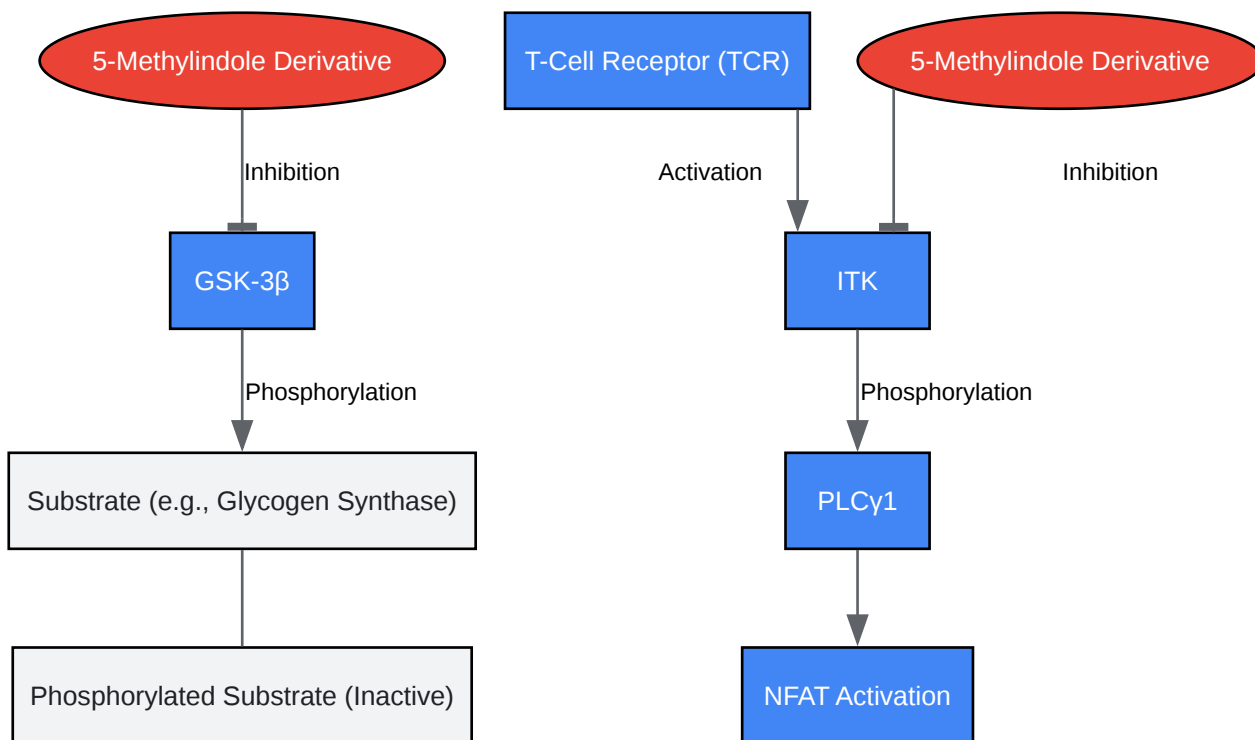 5-Methylindole Derivative
T-Cell Receptor (TCR)
5-Methylindole Derivative
Inhibition
Activation
Inhibition
GSK-3β
ITK
Phosphorylation
Phosphorylation
Substrate (e.g., Glycogen Synthase)
PLCγ1
Phosphorylated Substrate (Inactive)
NFAT Activation